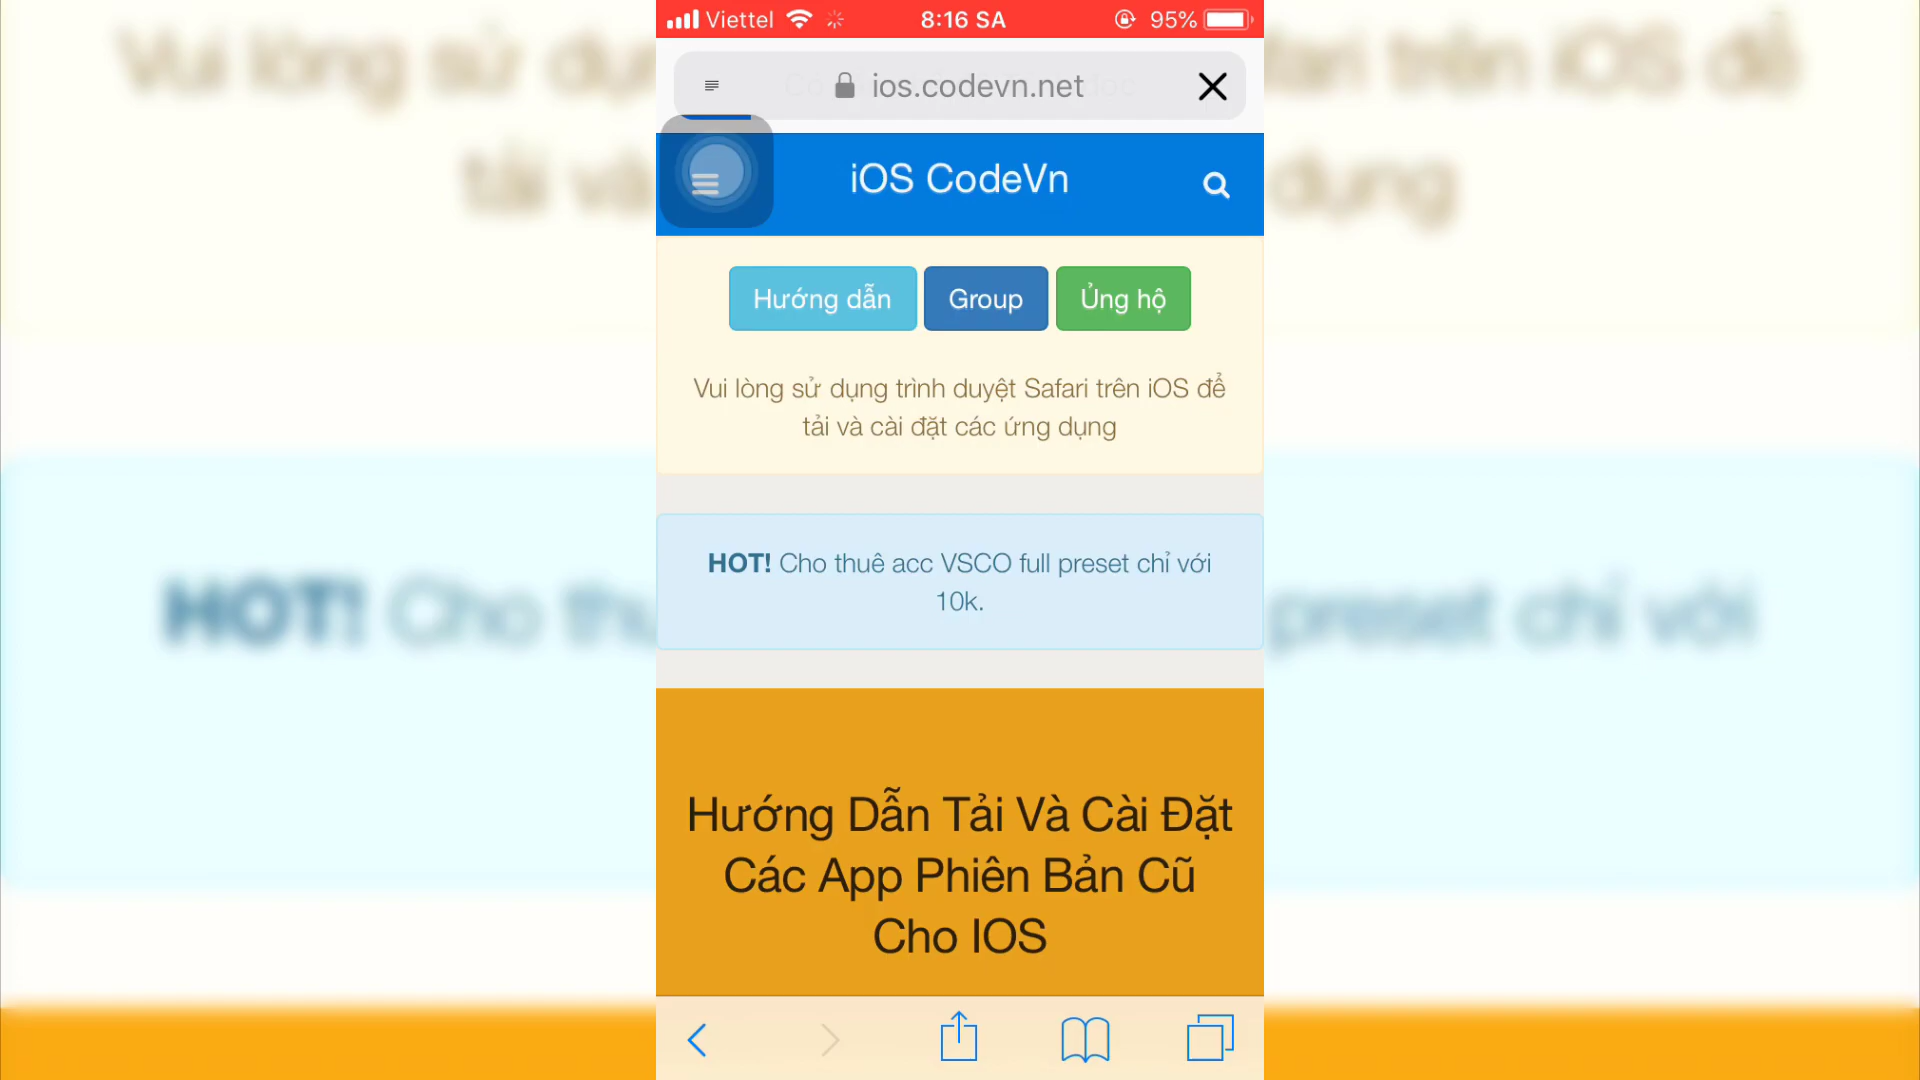 Viettel 8:16 SA 95%
ios.codevn.net
iOS CodeVn
Hướng dẫn Group Ủng hộ
Vui lòng sử dụng trình duyệt Safari trên iOS để
tải và cài đặt các ứng dụng
HOT! Cho thuê acc VSCO full preset chỉ với
10k.
Hướng Dẫn Tải Và Cài Đặt
Các App Phiên Bản Cũ
Cho IOS